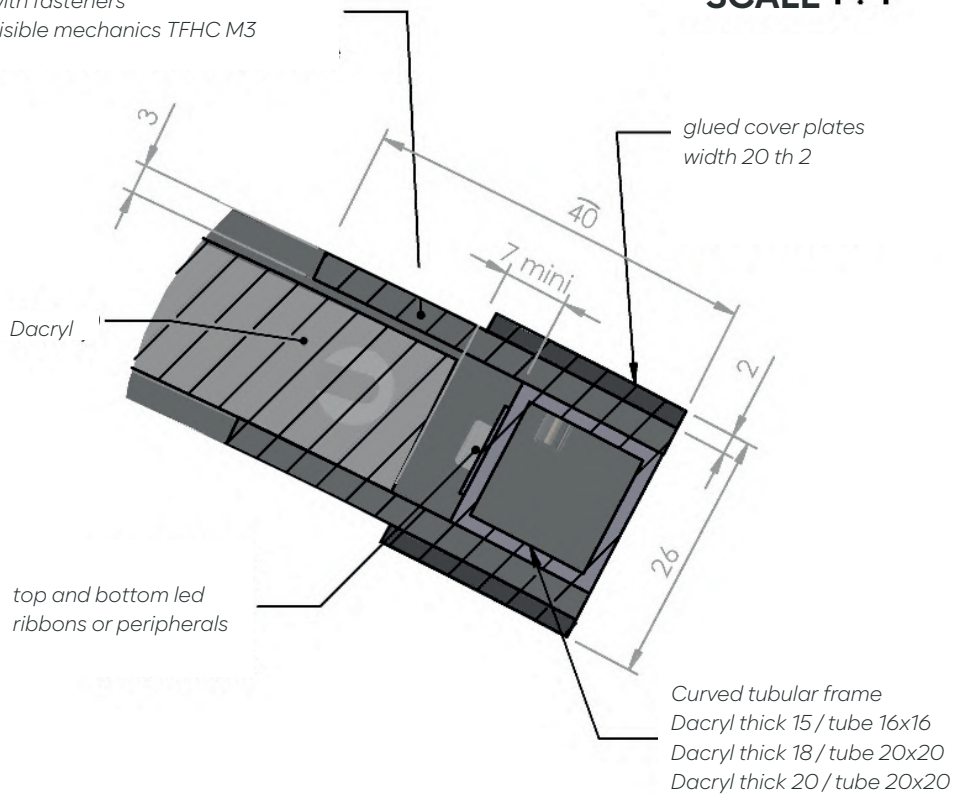 with fasteners
SCALE 1 : 1
visible mechanics TFHC M3
glued cover plates
width 20 th 2
3
40
7 mini
Dacryl
2
26
top and bottom led
ribbons or peripherals
Curved tubular frame
Dacryl thick 15 / tube 16x16
Dacryl thick 18 / tube 20x20
Dacryl thick 20 / tube 20x20